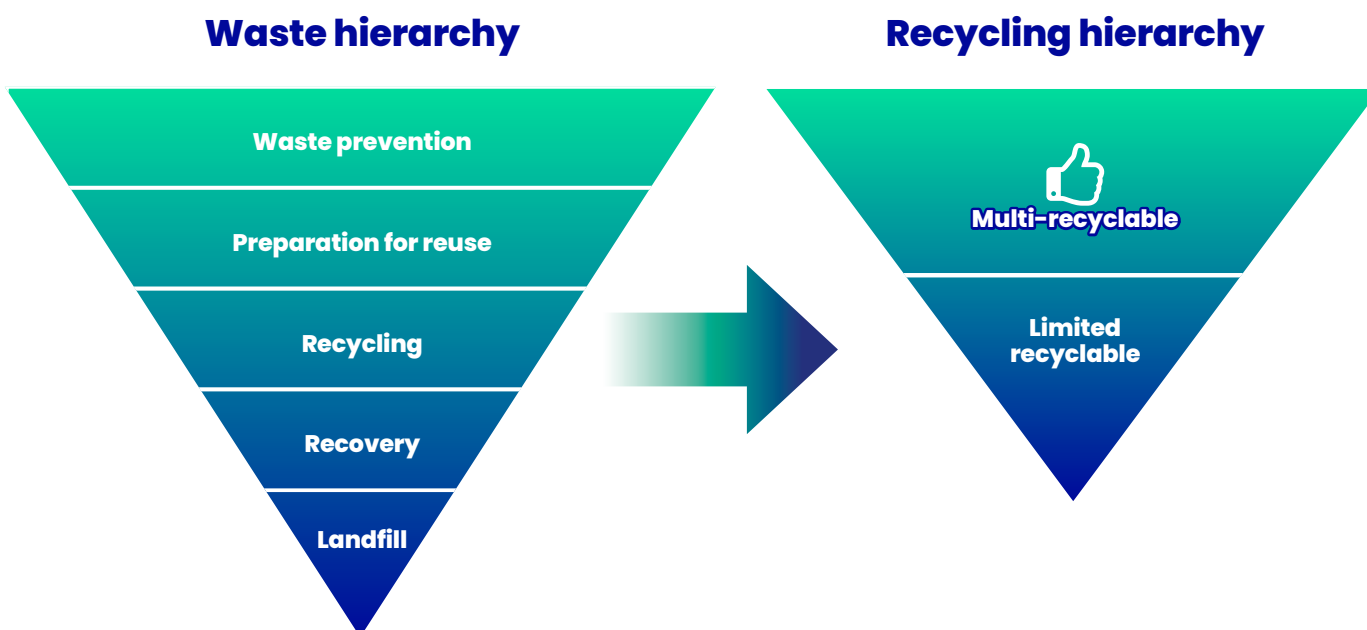 Waste hierarchy
Waste prevention
Preparation for reuse
Recycling
Recovery
Landfill
Recycling hierarchy
Multi-recyclable
Limited
recyclable